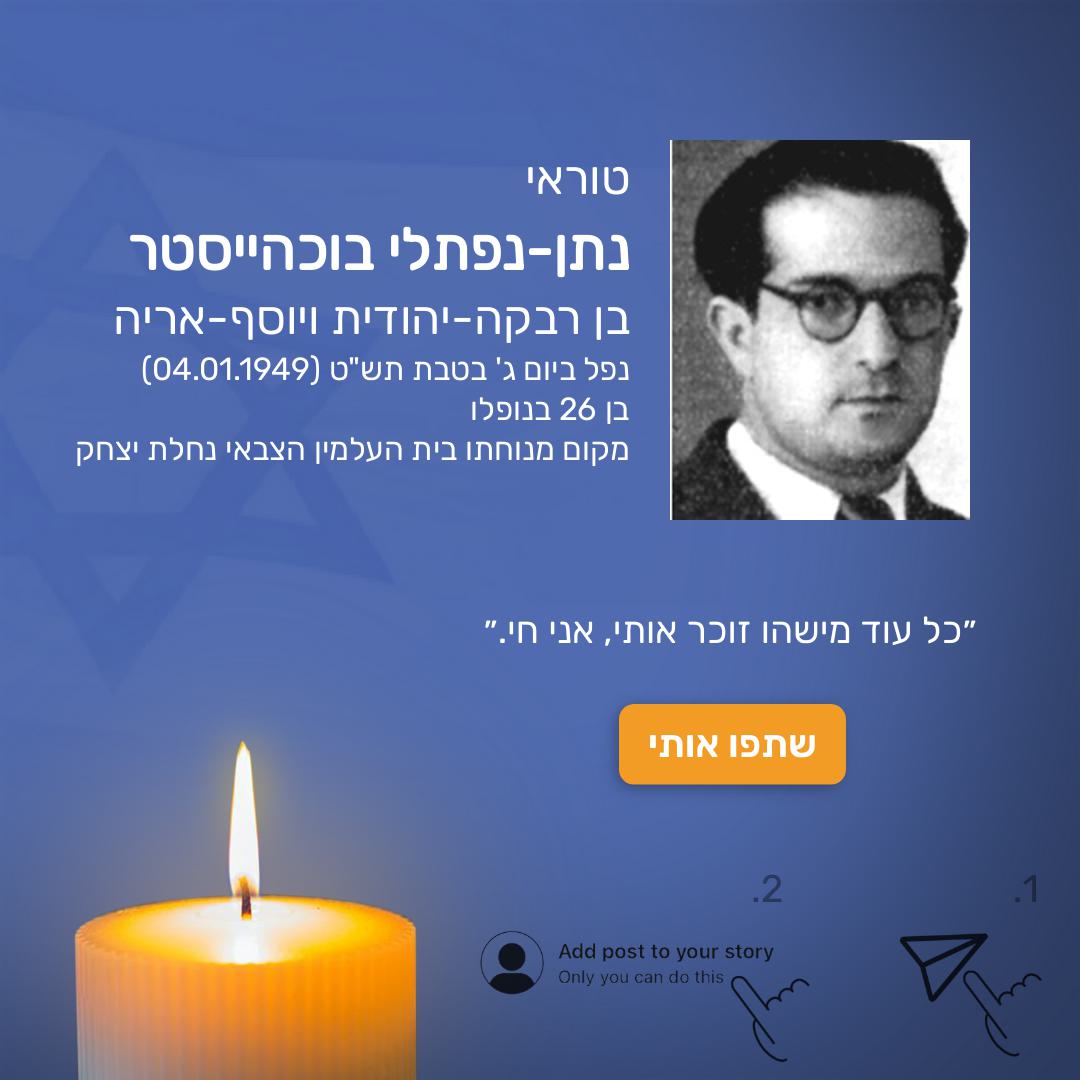 טוראי
נתן-נפתלי בוכהייסטר
בן רבקה-יהודית ויוסף-אריה
נפל ביום ג' בטבת תש"ט (04.01.1949)
בן 26 בנופלו
מקום מנוחתו בית העלמין הצבאי נחלת יצחק
״כל עוד מישהו זוכר אותי, אני חי.״
שתפו אותי
1.
2.
Add post to your story
Only you can do this